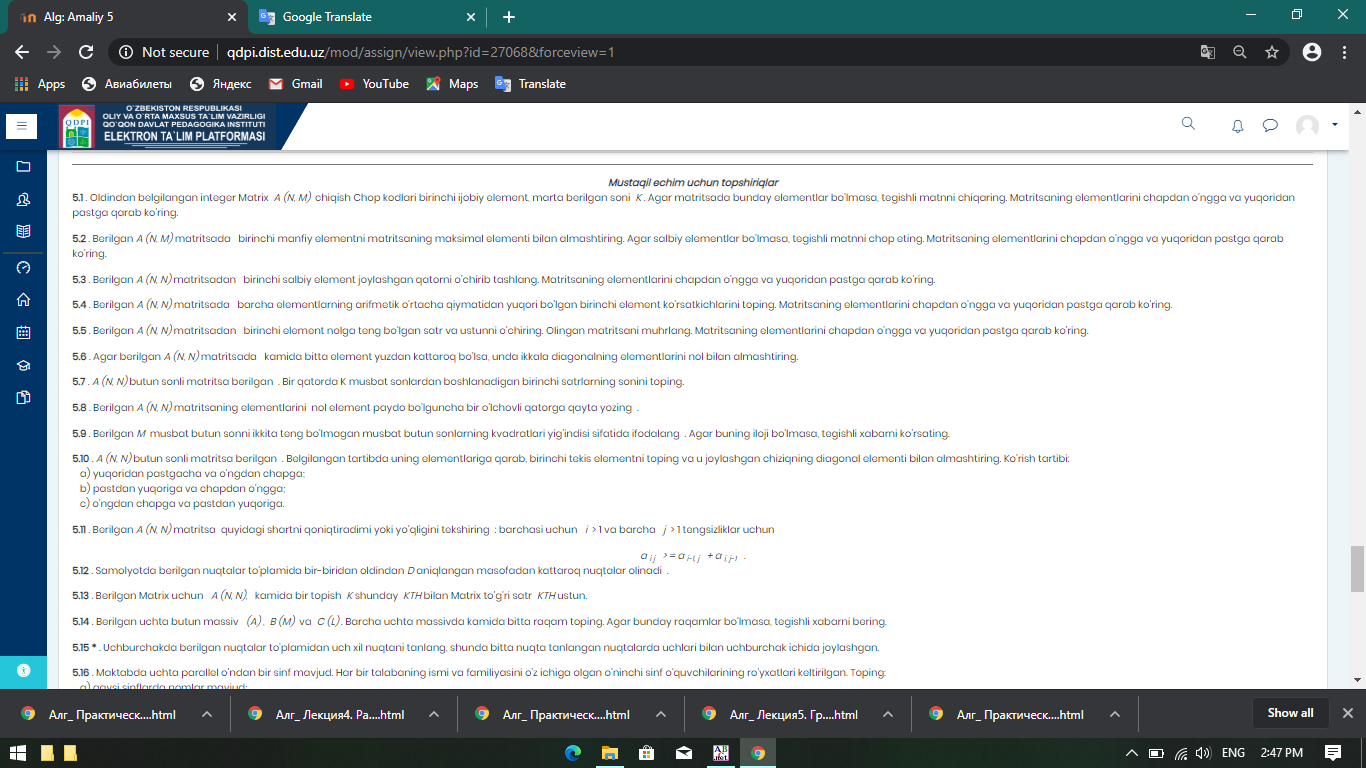 Alg: Amaliy 5
Google Translate
Not secure | qdpi.dist.edu.uz/mod/assign/view.php?id=27068&forceview=1
Apps Авиабилеты Яндекс Gmail YouTube Maps Translate
O`ZBEKISTON RESPUBLIKASI
OLIY VA O`RTA MAXSUS TA`LIM VAZIRLIGI
QO`QON DAVLAT PEDAGOGIKA INSTITUTI
ELEKTRON TA`LIM PLATFORMASI
QDPI
Mustaqil echim uchun topshiriqlar
5.1 . Oldindan belgilangan integer Matrix A (N, M) chiqish Chop kodlari birinchi ijobiy element, marta berilgan soni K . Agar matritsada bunday elementlar bo'lmasa, tegishli matnni chiqaring. Matritsaning elementlarini chapdan o'ngga va yuqoridan
pastga qarab ko'ring.
5.2 . Berilgan A (N, M) matritsada birinchi manfiy elementni matritsaning maksimal elementi bilan almashtiring. Agar salbiy elementlar bo'lmasa, tegishli matnni chop eting. Matritsaning elementlarini chapdan o'ngga va yuqoridan pastga qarab
ko'ring.
5.3 . Berilgan A (N, N) matritsadan birinchi salbiy element joylashgan qatorni o'chirib tashlang. Matritsaning elementlarini chapdan o'ngga va yuqoridan pastga qarab ko'ring.
5.4 . Berilgan A (N, N) matritsada barcha elementlarning arifmetik o'rtacha qiymatidan yuqori bo'lgan birinchi element ko'rsatkichlarini toping. Matritsaning elementlarini chapdan o'ngga va yuqoridan pastga qarab ko'ring.
5.5 . Berilgan A (N, N) matritsadan birinchi element nolga teng bo'lgan satr va ustunni o'chiring. Olingan matritsani muhrlang. Matritsaning elementlarini chapdan o'ngga va yuqoridan pastga qarab ko'ring.
5.6 . Agar berilgan A (N, N) matritsada kamida bitta element yuzdan kattaroq bo'lsa, unda ikkala diagonalning elementlarini nol bilan almashtiring.
5.7 . A (N, N) butun sonli matritsa berilgan . Bir qatorda K musbat sonlardan boshlanadigan birinchi satrlarning sonini toping.
5.8 . Berilgan A (N, N) matritsaning elementlarini nol element paydo bo'lguncha bir o'lchovli qatorga qayta yozing .
5.9 . Berilgan M musbat butun sonni ikkita teng bo'lmagan musbat butun sonlarning kvadratlari yig'indisi sifatida ifodalang . Agar buning iloji bo'lmasa, tegishli xabarni ko'rsating.
5.10 . A (N, N) butun sonli matritsa berilgan . Belgilangan tartibda uning elementlariga qarab, birinchi tekis elementni toping va u joylashgan chiziqning diagonal elementi bilan almashtiring. Ko'rish tartibi:
a) yuqoridan pastgacha va o'ngdan chapga;
b) pastdan yuqoriga va chapdan o'ngga;
c) o'ngdan chapga va pastdan yuqoriga.
5.11 . Berilgan A (N, N) matritsa quyidagi shartni qoniqtiradimi yoki yo'qligini tekshiring : barchasi uchun i > 1 va barcha j > 1 tengsizliklar uchun
a i j >= a i-1, j + a i, j-1 .
5.12 . Samolyotda berilgan nuqtalar to'plamida bir-biridan oldindan D aniqlangan masofadan kattaroq nuqtalar olinadi .
5.13 . Berilgan Matrix uchun A (N, N), kamida bir topish K shunday KTH bilan Matrix to'g'ri satr KTH ustun.
5.14 . Berilgan uchta butun massiv (A) , B (M) va C (L) . Barcha uchta massivda kamida bitta raqam toping. Agar bunday raqamlar bo'lmasa, tegishli xabarni bering.
5.15 * . Uchburchakda berilgan nuqtalar to'plamidan uch xil nuqtani tanlang, shunda bitta nuqta tanlangan nuqtalarda uchlari bilan uchburchak ichida joylashgan.
5.16 . Maktabda uchta parallel o'ndan bir sinf mavjud. Har bir talabaning ismi va familiyasini o'z ichiga olgan o'ninchi sinf o'quvchilarining ro'yxatlari keltirilgan. Toping:
a) qaysi sinflarda nomlar mavjud;
Алг_ Практическ....html
Алг_ Лекция4. Ра....html
Алг_ Практическ....html
Алг_ Лекция5. Гр....html
Алг_ Практическ....html
Show all
ENG 2:47 PM